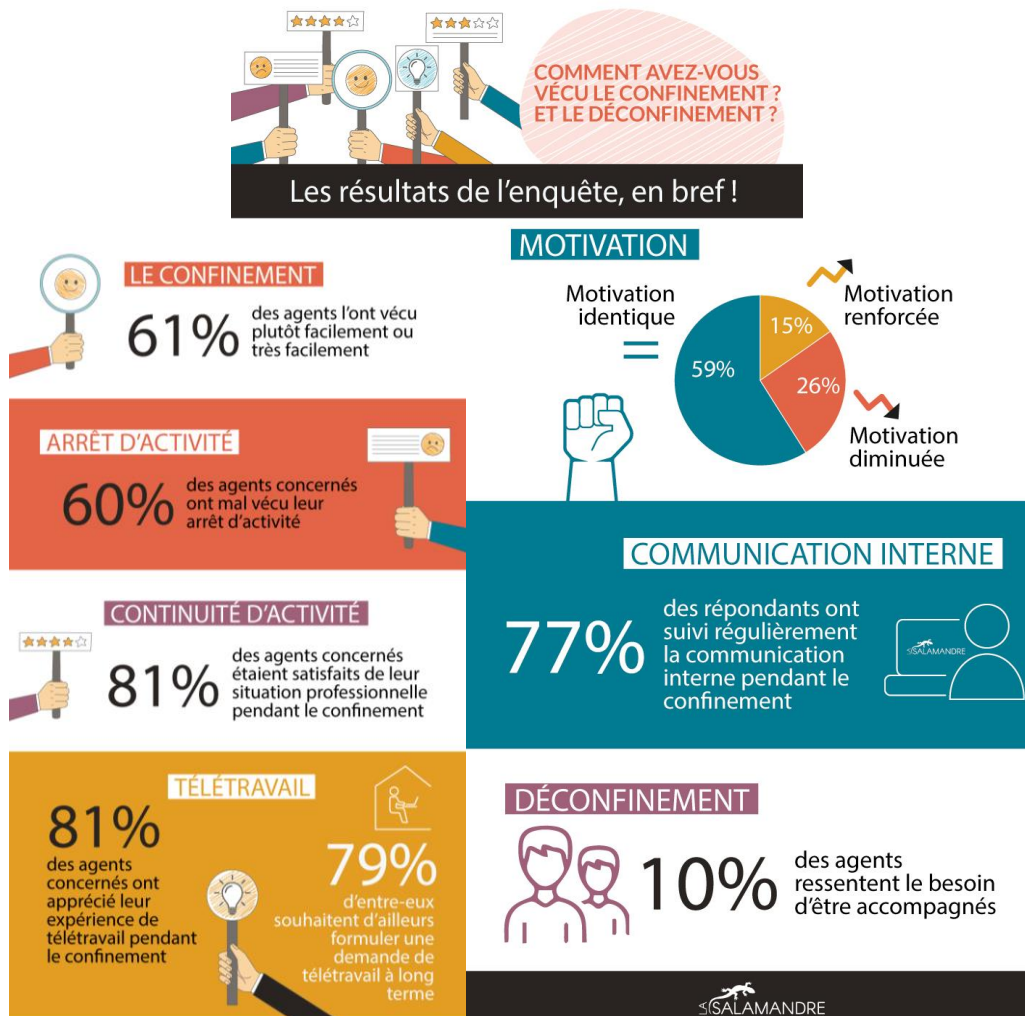 COMMENT AVEZ-VOUS
VÉCU LE CONFINEMENT ?
ET LE DÉCONFINEMENT ?
Les résultats de l'enquête, en bref !
LE CONFINEMENT
61%
des agents l'ont vécu
plutôt facilement ou
très facilement
ARRÊT D'ACTIVITÉ
60%
des agents concernés
ont mal vécu leur
arrêt d'activité
CONTINUITÉ D'ACTIVITÉ
81%
des agents concernés
étaient satisfaits de leur
situation professionnelle
pendant le confinement
TÉLÉTRAVAIL
81%
des agents
concernés ont
apprécié leur
expérience de
télétravail pendant
le confinement
79%
d'entre-eux
souhaitent d'ailleurs
formuler une
demande de
télétravail à long
terme
MOTIVATION
Motivation
identique
=
59%
15%
26%
Motivation
renforcée
Motivation
diminuée
COMMUNICATION INTERNE
77%
des répondants ont
suivi régulièrement
la communication
interne pendant le
confinement
LA SALAMANDRE
DÉCONFINEMENT
10%
des agents
ressentent le besoin
d'être accompagnés
LA SALAMANDRE